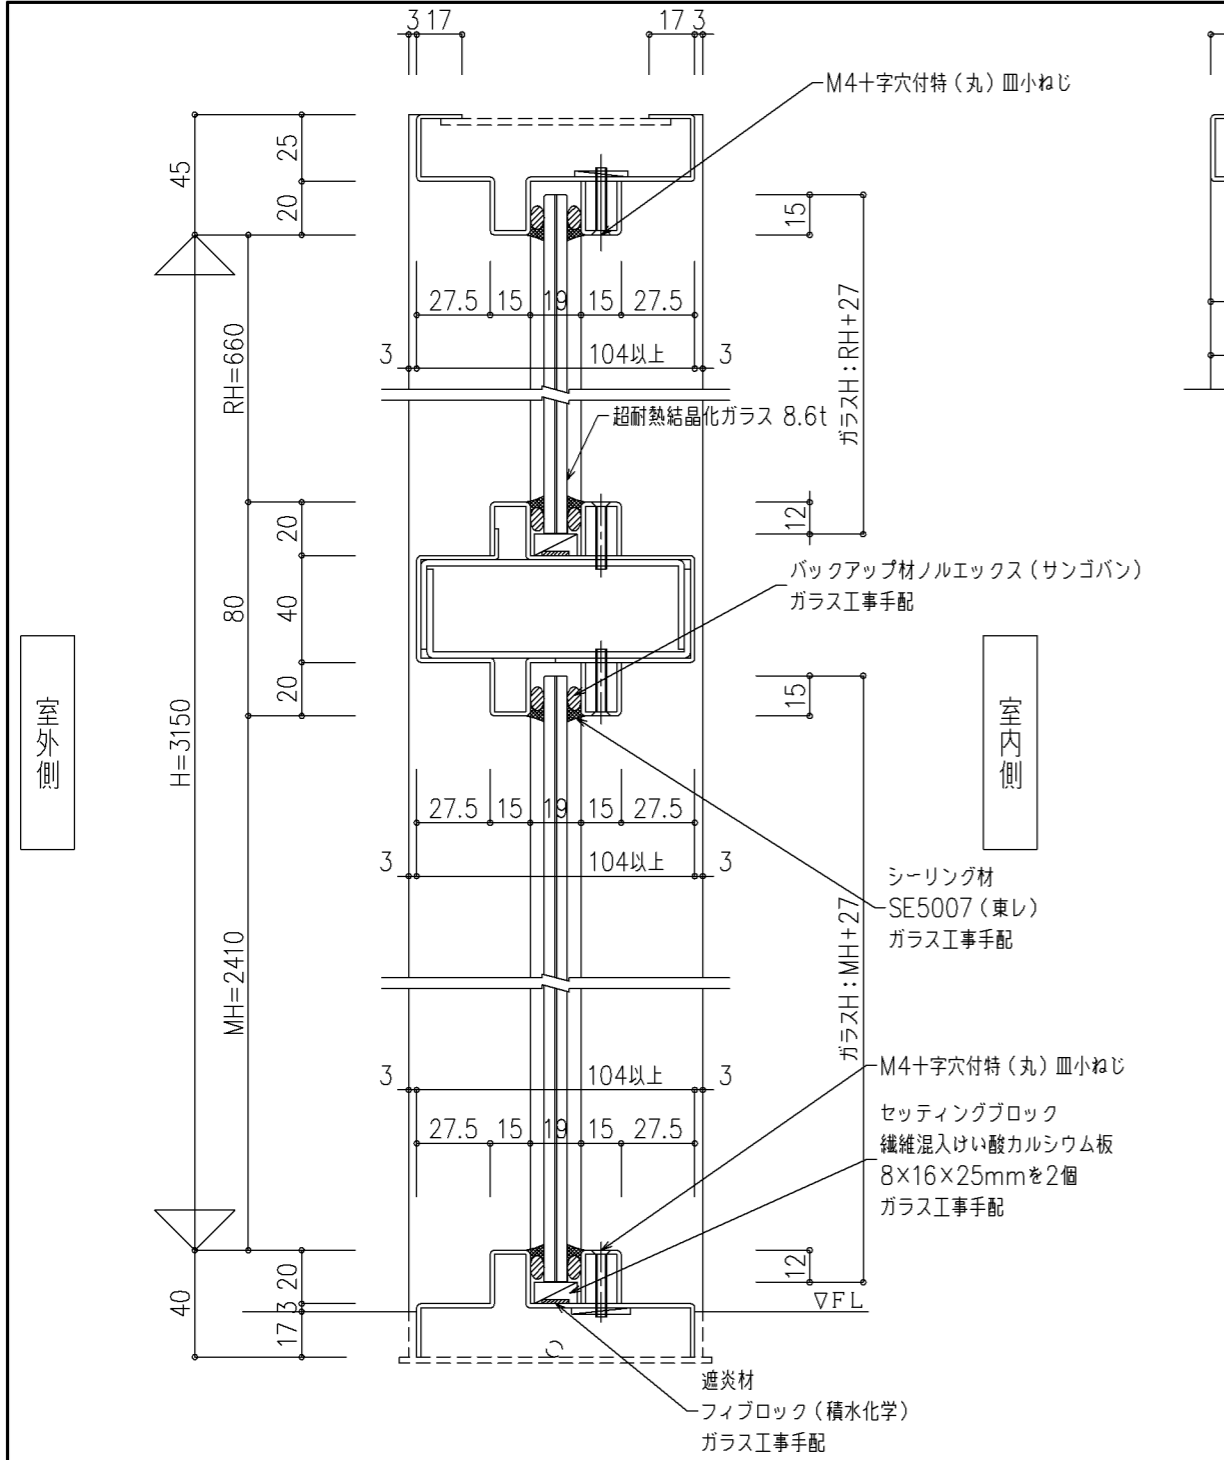 3 17
17 3
M4十字穴付特(丸)皿小ねじ
45
25
20
15
27.5 15 19 15 27.5
3 104以上 3
RH=660
ガラスH:RH+27
超耐熱結晶化ガラス 8.6t
20
12
バックアップ材ノルエックス(サンゴバン)
ガラス工事手配
80
40
20
15
室外側
室内側
H=3150
27.5 15 19 15 27.5
3 104以上 3
シーリング材
SE5007(東レ)
ガラス工事手配
MH=2410
ガラスH:MH+27
M4十字穴付特(丸)皿小ねじ
3 104以上 3
27.5 15 19 15 27.5
セッティングブロック
繊維混入けい酸カルシウム板
8×16×25mmを2個
ガラス工事手配
20
12
40
3
17
▽FL
遮炎材
フィブロック(積水化学)
ガラス工事手配